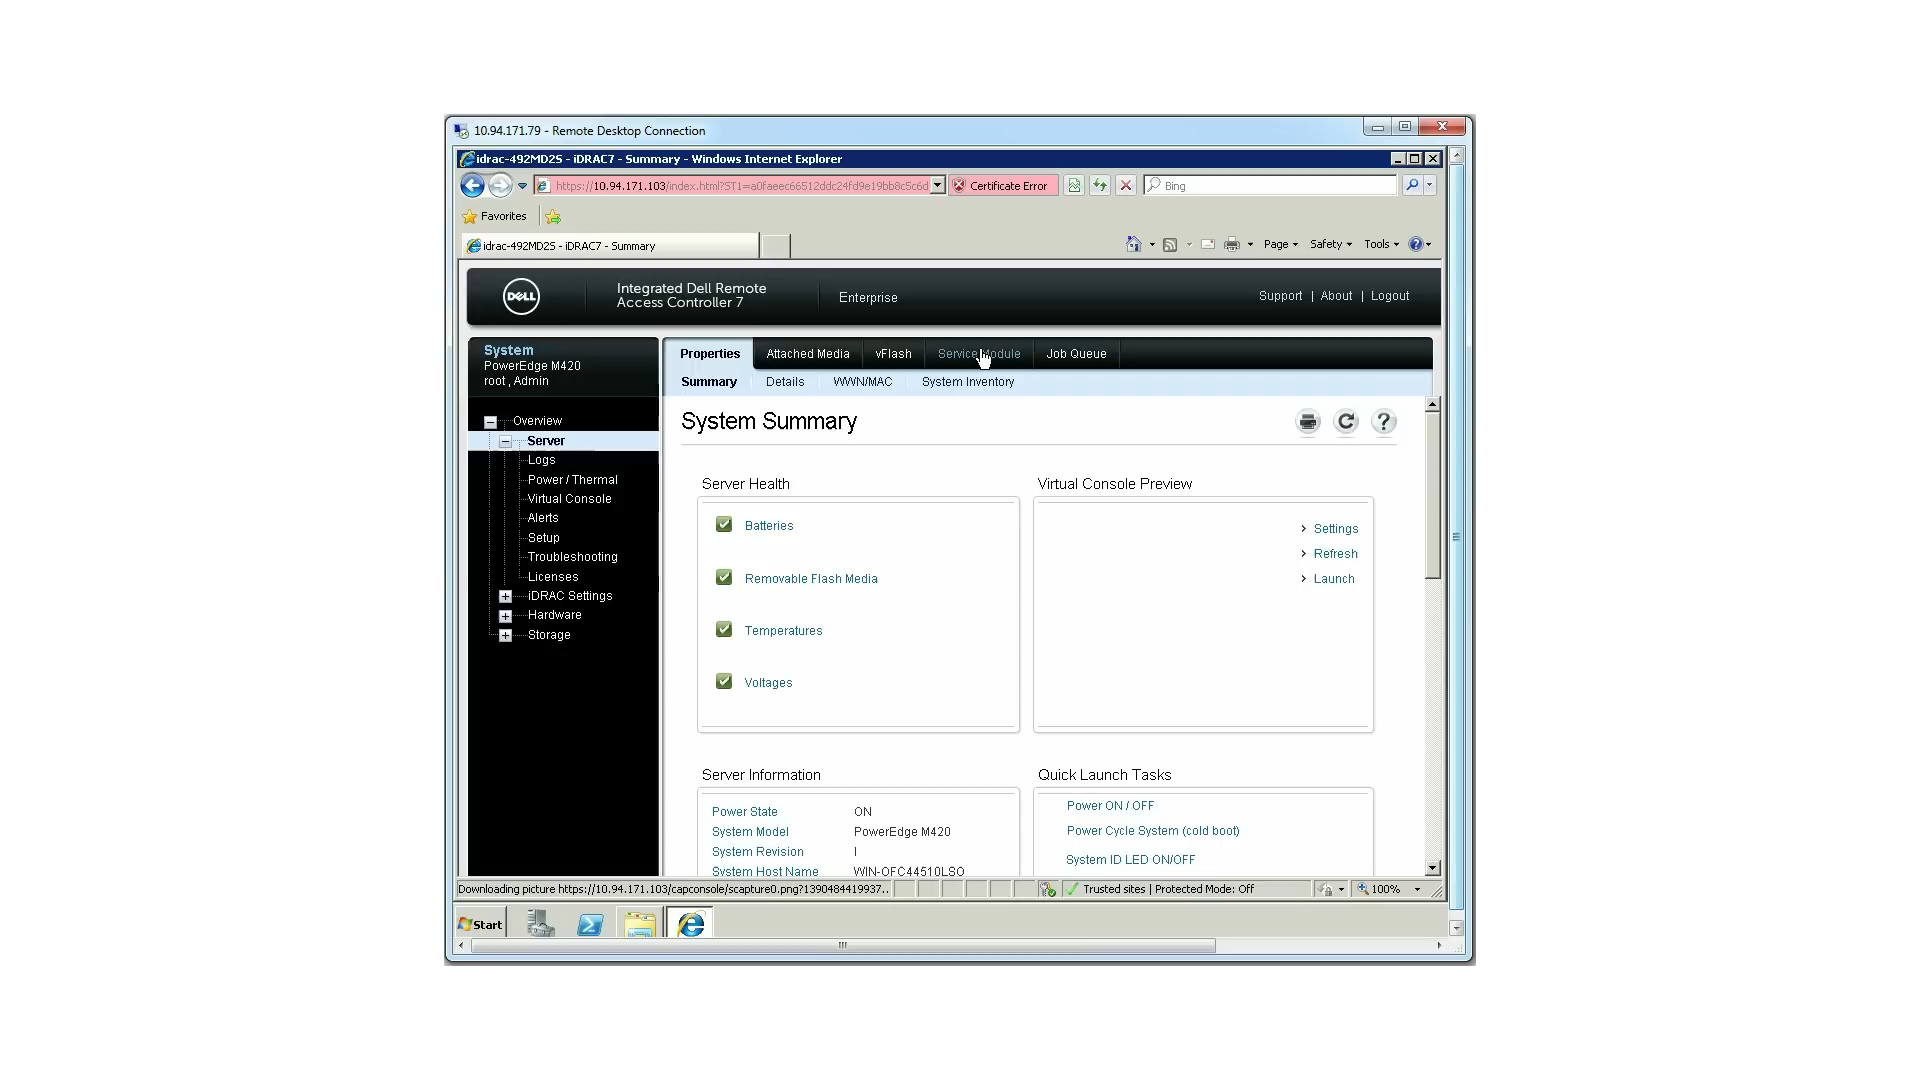 10.94.171.79 - Remote Desktop Connection
idrac-492MD2S - iDRAC7 - Summary - Windows Internet Explorer
https://10.94.171.103/index.html?ST1=a0faeec66512ddc24fd9e19bb8c5c6d
Certificate Error
Bing
Favorites
idrac-492MD2S - iDRAC7 - Summary
Page
Safety
Tools
DELL
Integrated Dell Remote
Access Controller 7
Enterprise
Support | About | Logout
System
PowerEdge M420
root , Admin
Properties
Attached Media
vFlash
Service Module
Job Queue
Summary
Details
WWN/MAC
System Inventory
Overview
Server
Logs
Power / Thermal
Virtual Console
Alerts
Setup
Troubleshooting
Licenses
iDRAC Settings
Hardware
Storage
System Summary
Server Health
Batteries
Removable Flash Media
Temperatures
Voltages
Virtual Console Preview
Settings
Refresh
Launch
Server Information
Power State ON
System Model PowerEdge M420
System Revision I
System Host Name WIN-OFC44510LSO
Quick Launch Tasks
Power ON / OFF
Power Cycle System (cold boot)
System ID LED ON/OFF
Downloading picture https://10.94.171.103/capconsole/scapture0.png?1390484419937..
Trusted sites | Protected Mode: Off
100%
Start